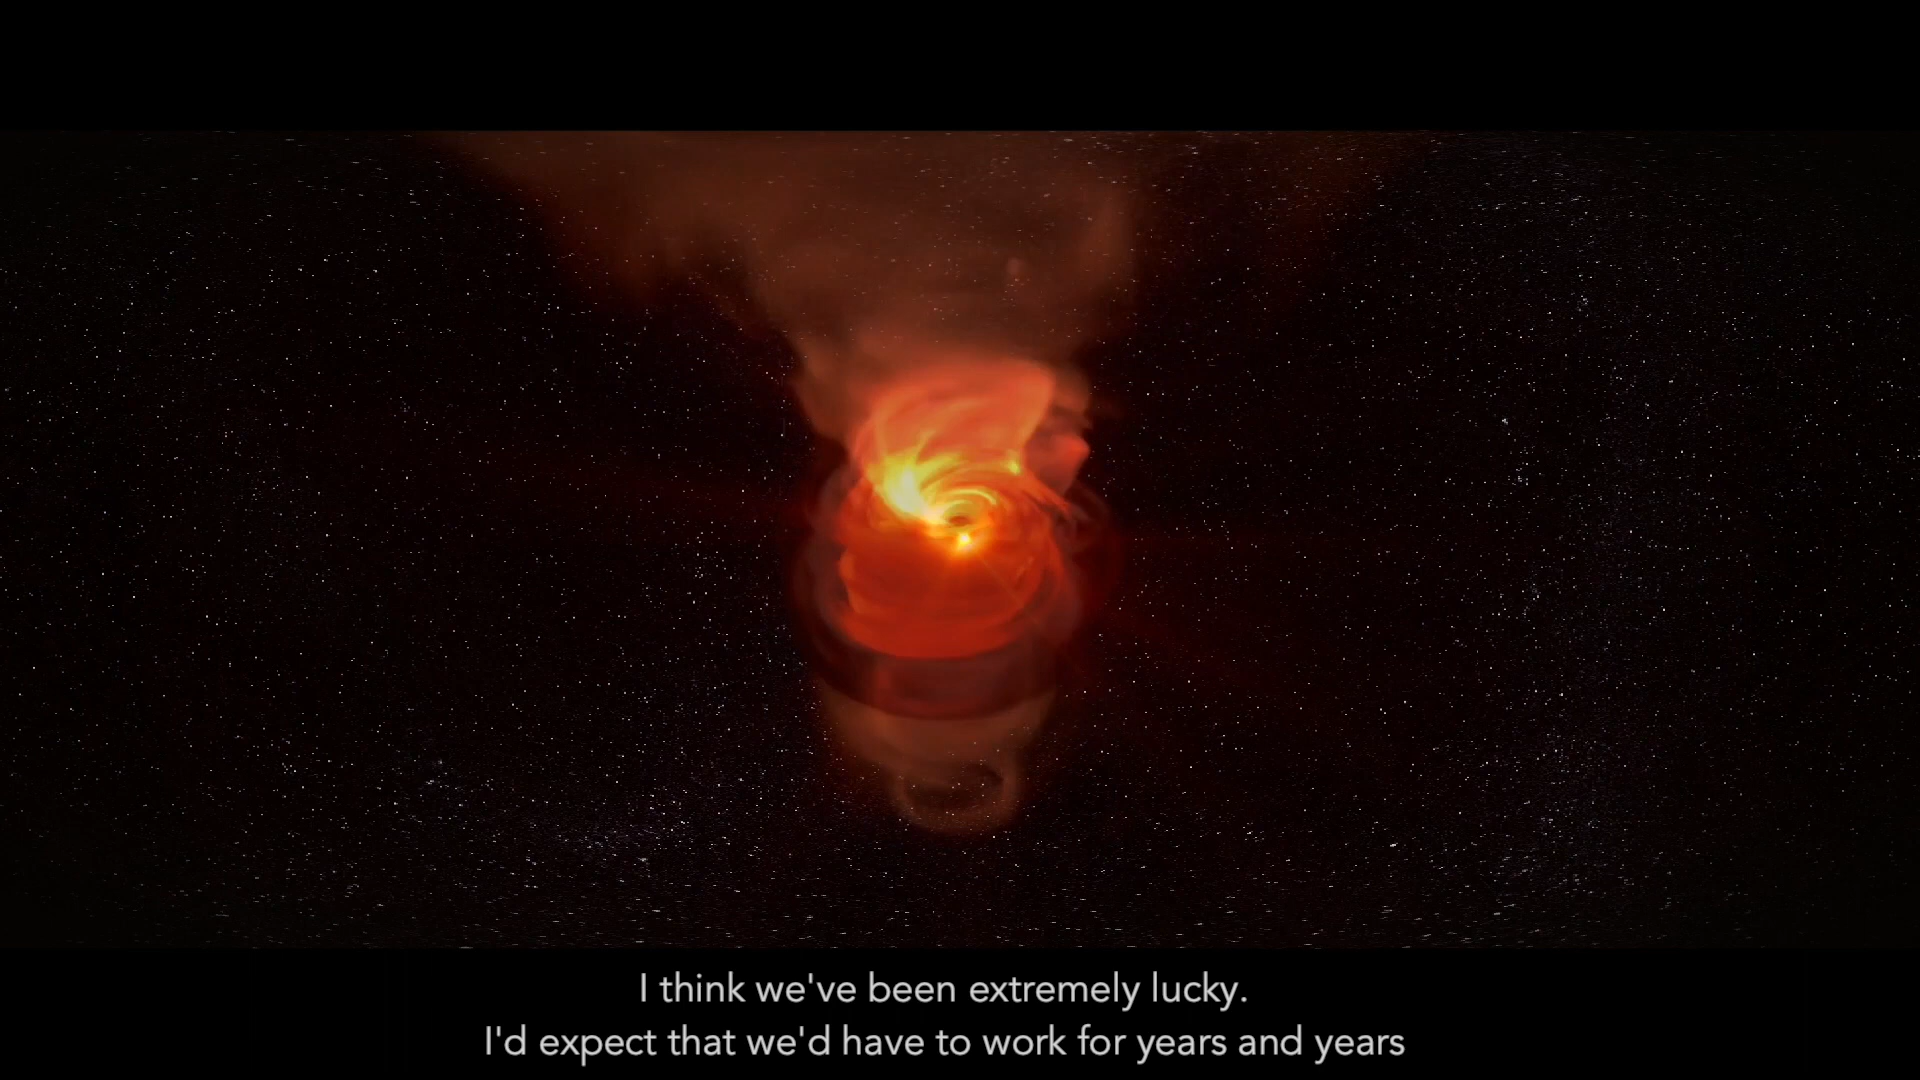 I think we've been extremely lucky.
I'd expect that we'd have to work for years and years